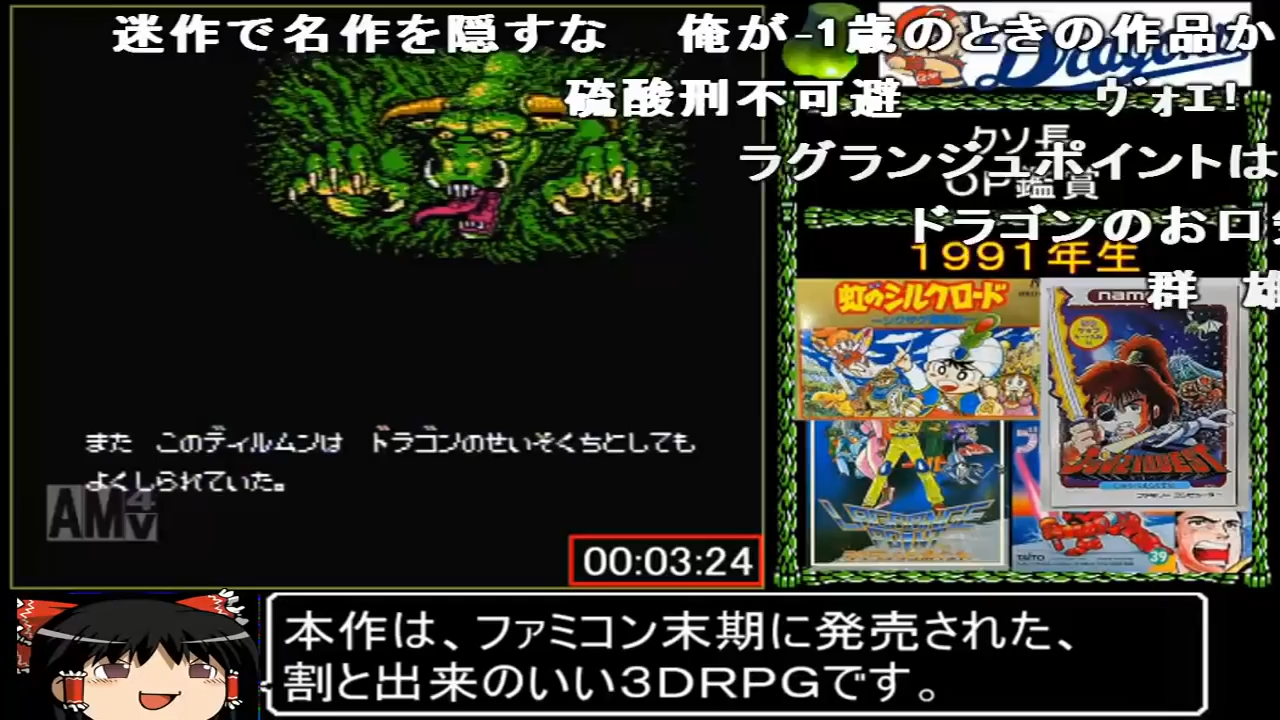 迷作で名作を隠すな
俺が-1歳のときの作品か
硫酸刑不可避
ヴォエ!
ラグランジュポイントは
ドラゴンのお口
群 雄
Dragons
クソ長
OP鑑賞
1991年生
虹のシルクロード
namco
LAGRANGE POINT
TAITO
39
また このディルムンは ドラゴンのせいそくちとしても
よくしられていた。
AM4V
00:03:24
本作は、ファミコン末期に発売された、
割と出来のいい3DRPGです。